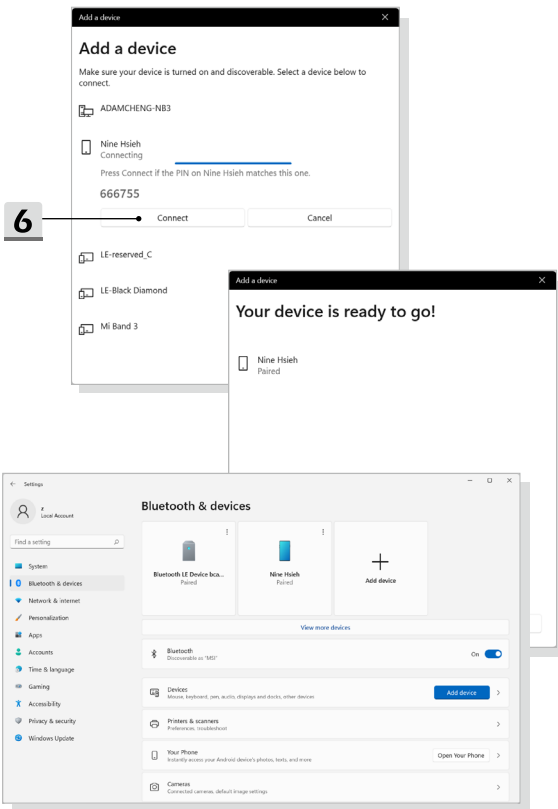 Add a device
Add a device
Make sure your device is turned on and discoverable. Select a device below to
connect.
ADAMCHENG-NB3
Nine Hsieh
Connecting
Press Connect if the PIN on Nine Hsieh matches this one.
666755
6
Connect
Cancel
LE-reserved_C
LE-Black Diamond
Mi Band 3
Add a device
Your device is ready to go!
Nine Hsieh
Paired
Settings
z
Local Account
Find a setting
System
Bluetooth & devices
Network & internet
Personalization
Apps
Accounts
Time & language
Gaming
Accessibility
Privacy & security
Windows Update
Bluetooth & devices
Bluetooth LE Device bca...
Paired
Nine Hsieh
Paired
Add device
View more devices
Bluetooth
Discoverable as "MSI"
On
Devices
Mouse, keyboard, pen, audio, displays and docks, other devices
Add device
Printers & scanners
Preferences, troubleshoot
Your Phone
Instantly access your Android device's photos, texts, and more
Open Your Phone
Cameras
Connected cameras, default image settings